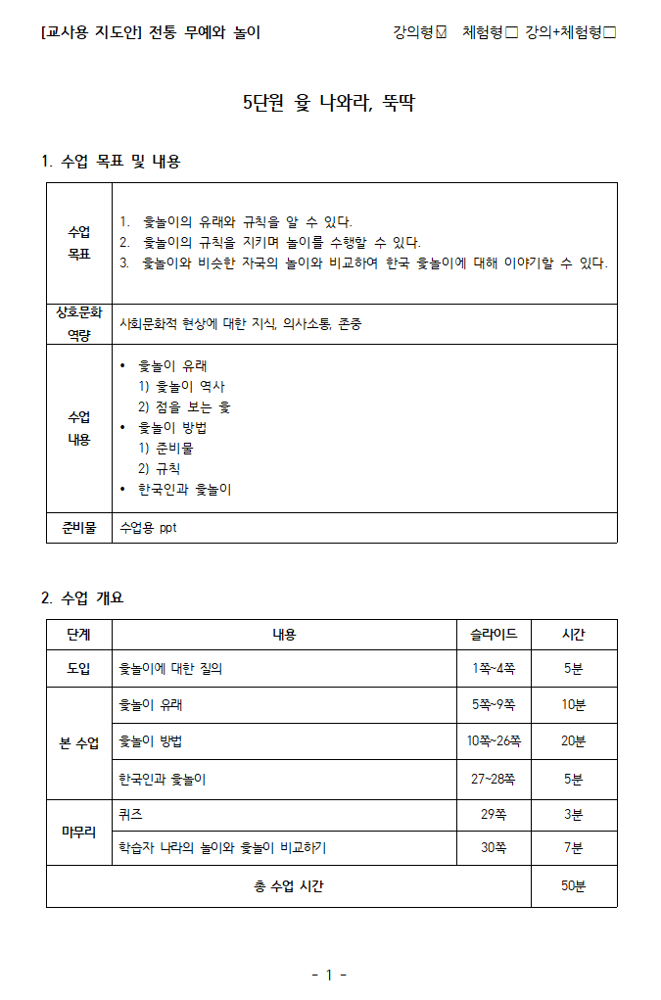 [교사용 지도안] 전통 무예와 놀이 강의형☑ 체험형□ 강의+체험형□
5단원 윷 나와라, 뚝딱
1. 수업 목표 및 내용
수업
목표
1. 윷놀이의 유래와 규칙을 알 수 있다.
2. 윷놀이의 규칙을 지키며 놀이를 수행할 수 있다.
3. 윷놀이와 비슷한 자국의 놀이와 비교하여 한국 윷놀이에 대해 이야기할 수 있다.
상호문화
역량
사회문화적 현상에 대한 지식, 의사소통, 존중
수업
내용
• 윷놀이 유래
1) 윷놀이 역사
2) 점을 보는 윷
• 윷놀이 방법
1) 준비물
2) 규칙
• 한국인과 윷놀이
준비물 수업용 ppt
2. 수업 개요
단계 내용 슬라이드 시간
도입 윷놀이에 대한 질의 1쪽~4쪽 5분
본 수업
윷놀이 유래 5쪽~9쪽 10분
윷놀이 방법 10쪽~26쪽 20분
한국인과 윷놀이 27~28쪽 5분
마무리
퀴즈 29쪽 3분
학습자 나라의 놀이와 윷놀이 비교하기 30쪽 7분
총 수업 시간 50분
- 1 -